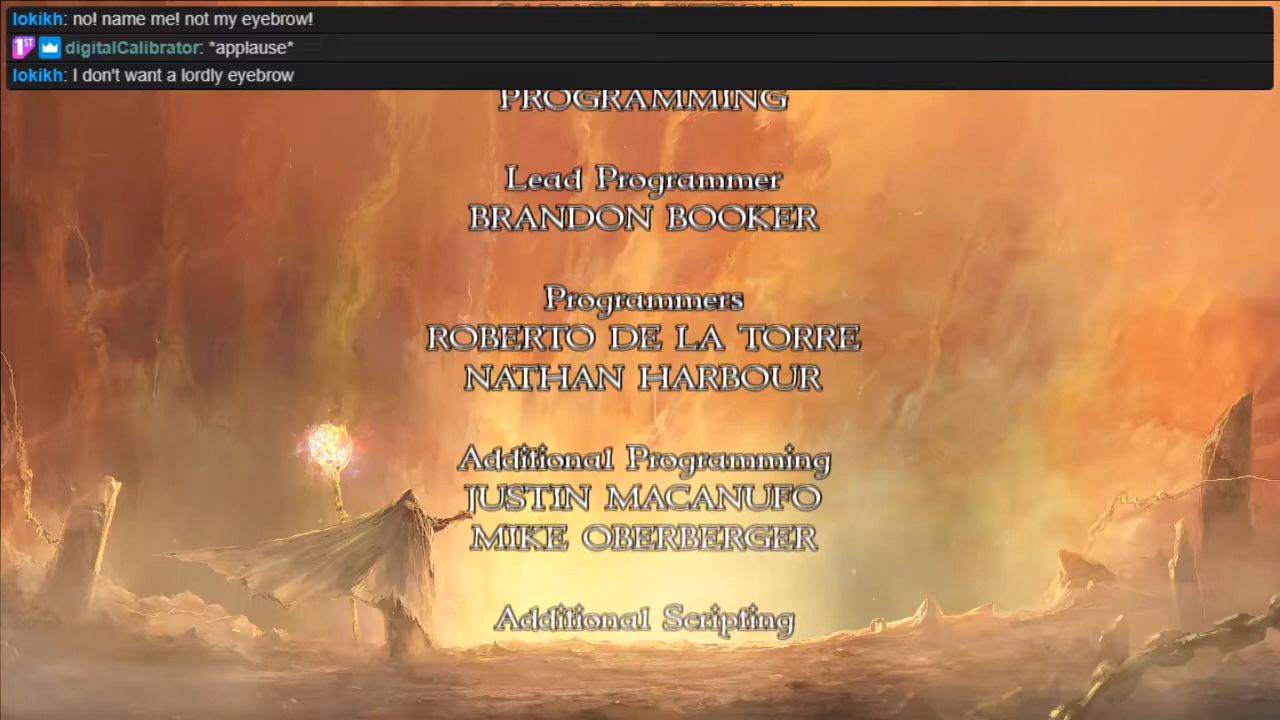 lokikh: no! name me! not my eyebrow!
1ST digitalCalibrator: *applause*
lokikh: I don't want a lordly eyebrow
PROGRAMMING
Lead Programmer
BRANDON BOOKER
Programmers
ROBERTO DE LA TORRE
NATHAN HARBOUR
Additional Programming
JUSTIN MACANUFO
MIKE OBERBERGER
Additional Scripting